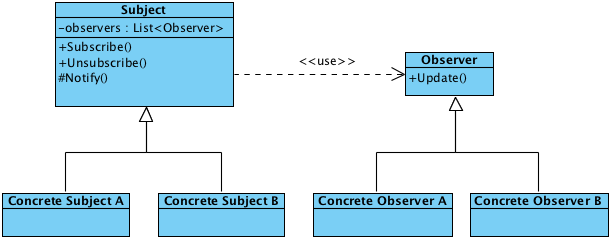 Subject
-observers : List<Observer>
+Subscribe()
+Unsubscribe()
#Notify()
<<use>>
Observer
+Update()
Concrete Subject A
Concrete Subject B
Concrete Observer A
Concrete Observer B